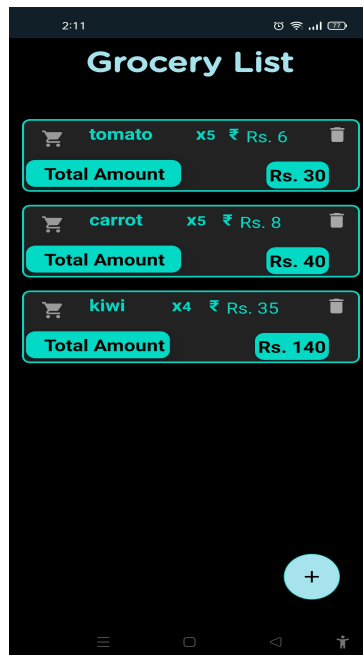 2:11
77
Grocery List
tomato x5 ₹ Rs. 6
Total Amount Rs. 30
carrot x5 ₹ Rs. 8
Total Amount Rs. 40
kiwi x4 ₹ Rs. 35
Total Amount Rs. 140
+